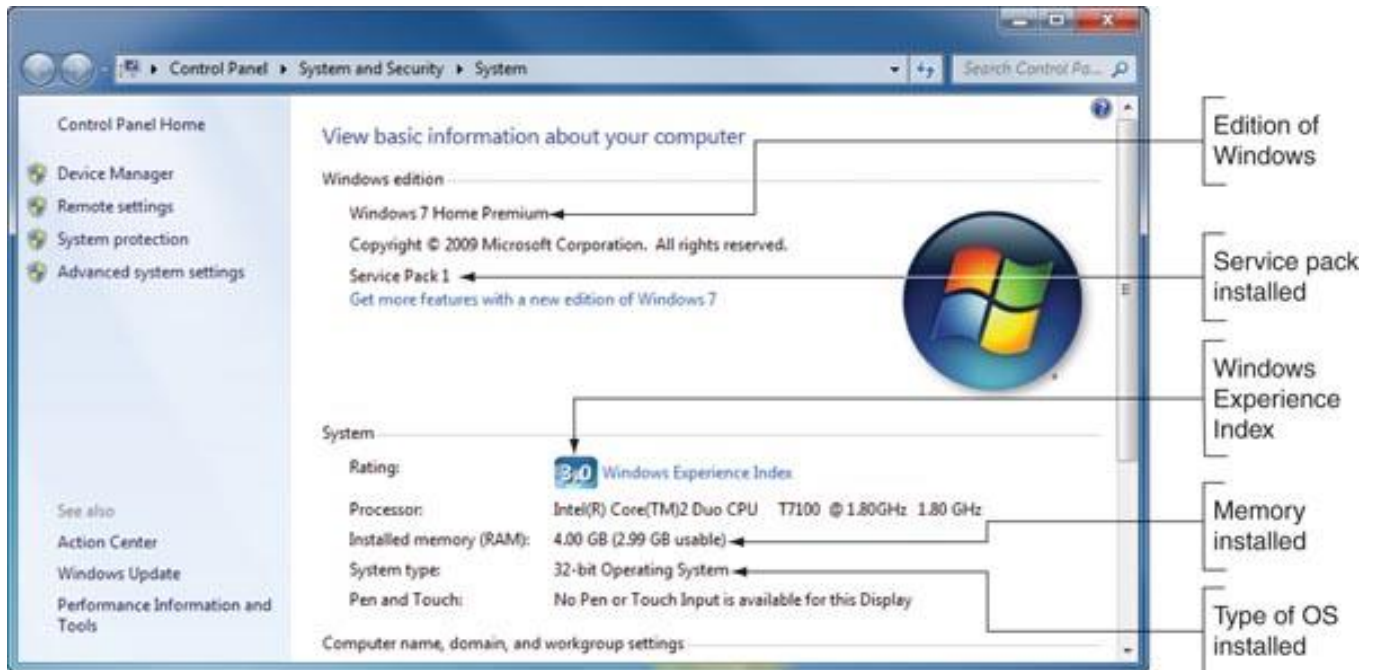 Control Panel ▸ System and Security ▸ System
Search Control Pa...
Control Panel Home
Device Manager
Remote settings
System protection
Advanced system settings
See also
Action Center
Windows Update
Performance Information and
Tools
View basic information about your computer
Windows edition
Windows 7 Home Premium
Copyright © 2009 Microsoft Corporation. All rights reserved.
Service Pack 1
Get more features with a new edition of Windows 7
System
Rating:
3.0 Windows Experience Index
Processor: Intel(R) Core(TM)2 Duo CPU T7100 @ 1.80GHz 1.80 GHz
Installed memory (RAM): 4.00 GB (2.99 GB usable)
System type: 32-bit Operating System
Pen and Touch: No Pen or Touch Input is available for this Display
Computer name, domain, and workgroup settings
Edition of
Windows
Service pack
installed
Windows
Experience
Index
Memory
installed
Type of OS
installed